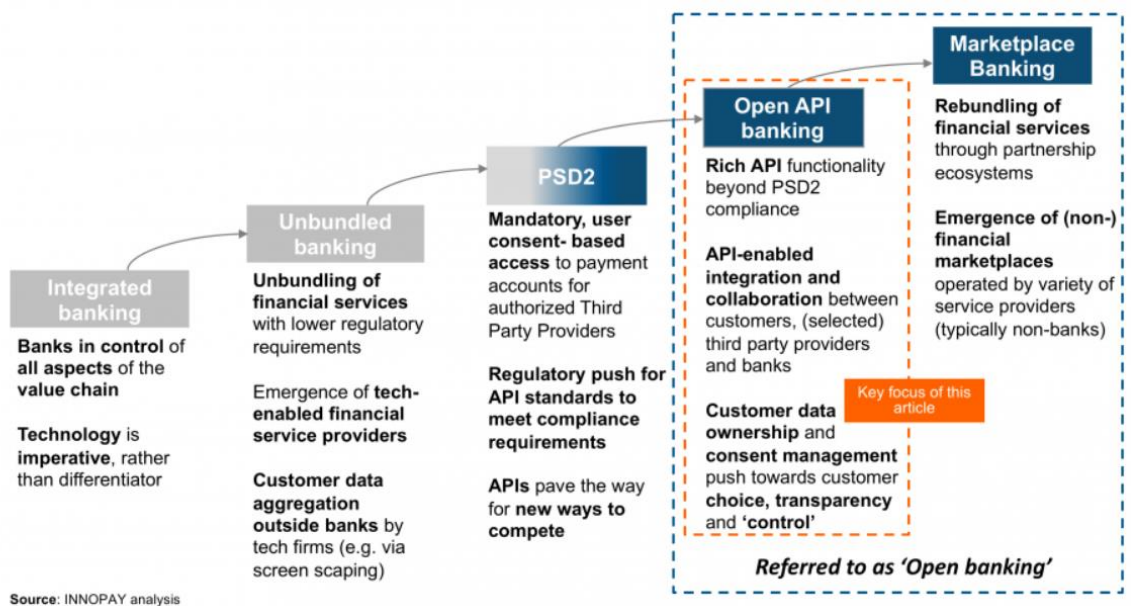 Integrated
banking
Banks in control of
all aspects of the
value chain
Technology is
imperative, rather
than differentiator
Unbundled
banking
Unbundling of
financial services
with lower regulatory
requirements
Emergence of tech-
enabled financial
service providers
Customer data
aggregation
outside banks by
tech firms (e.g. via
screen scaping)
PSD2
Mandatory, user
consent- based
access to payment
accounts for
authorized Third
Party Providers
Regulatory push for
API standards to
meet compliance
requirements
APIs pave the way
for new ways to
compete
Open API
banking
Rich API functionality
beyond PSD2
compliance
API-enabled
integration and
collaboration between
customers, (selected)
third party providers
and banks
Key focus of this
article
Customer data
ownership and
consent management
push towards customer
choice, transparency
and ‘control’
Marketplace
Banking
Rebundling of
financial services
through partnership
ecosystems
Emergence of (non-)
financial
marketplaces
operated by variety of
service providers
(typically non-banks)
Referred to as ‘Open banking’
Source: INNOPAY analysis